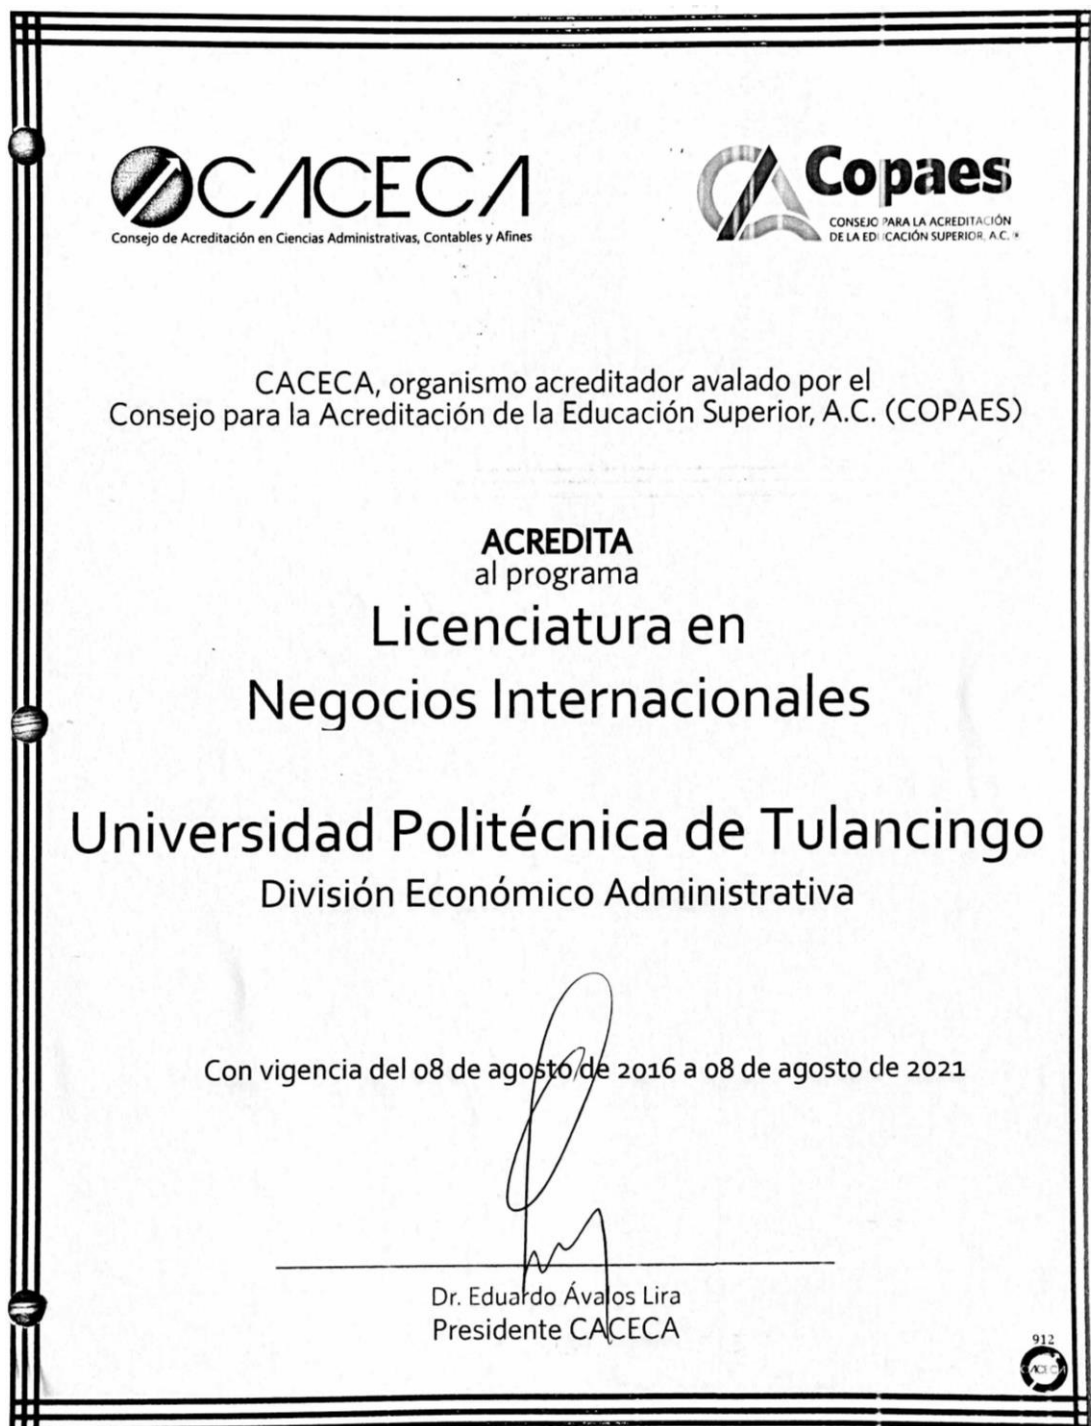 CACECA
Consejo de Acreditación en Ciencias Administrativas, Contables y Afines
Copaes
CONSEJO PARA LA ACREDITACIÓN
DE LA EDUCACIÓN SUPERIOR, A.C.
CACECA, organismo acreditador avalado por el
Consejo para la Acreditación de la Educación Superior, A.C. (COPAES)
ACREDITA
al programa
Licenciatura en
Negocios Internacionales
Universidad Politécnica de Tulancingo
División Económico Administrativa
Con vigencia del 08 de agosto de 2016 a 08 de agosto de 2021
Dr. Eduardo Ávalos Lira
Presidente CACECA
912
CACECA